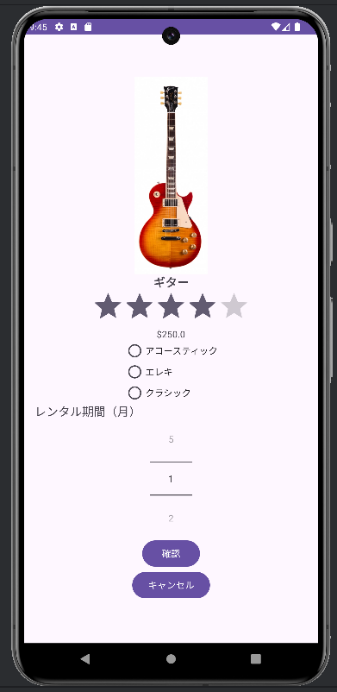 9:45
ギター
$250.0
アコースティック
エレキ
クラシック
レンタル期間（月）
5
1
2
確認
キャンセル